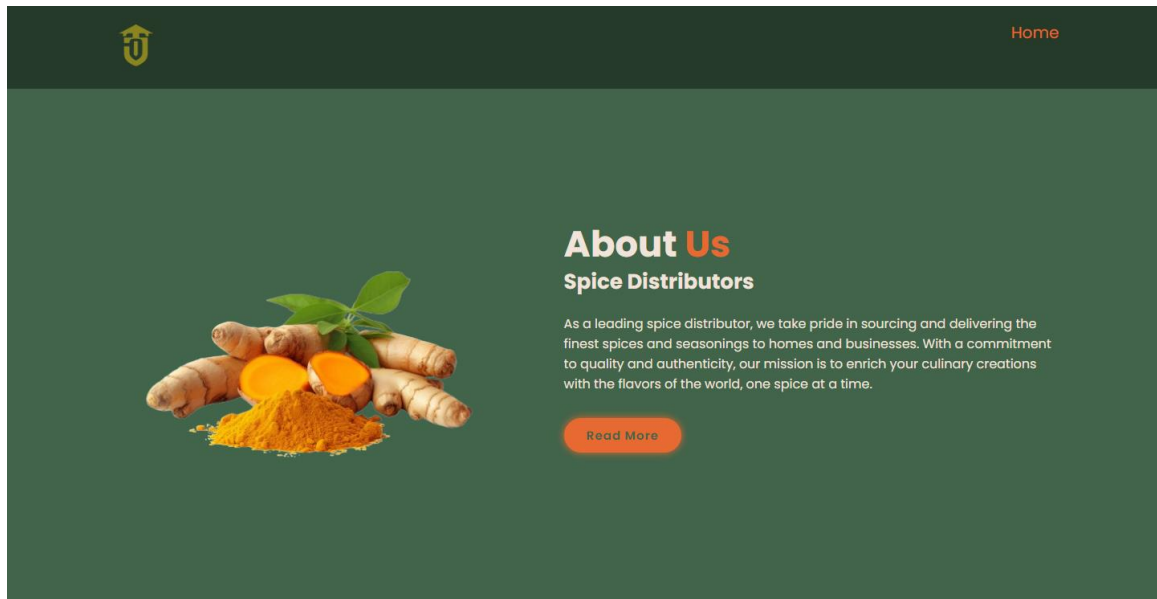 Home
About Us
Spice Distributors
As a leading spice distributor, we take pride in sourcing and delivering the
finest spices and seasonings to homes and businesses. With a commitment
to quality and authenticity, our mission is to enrich your culinary creations
with the flavors of the world, one spice at a time.
Read More